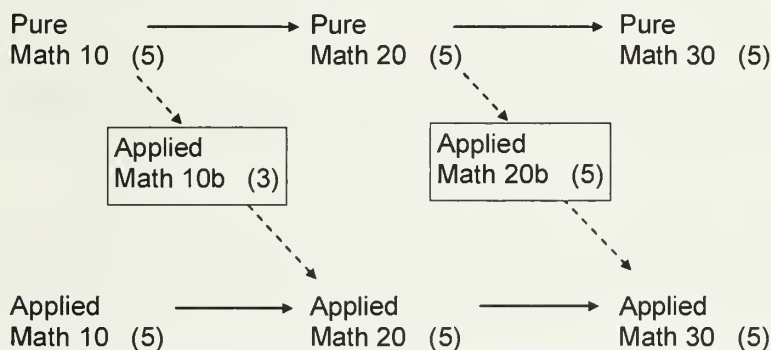 Pure Pure Pure
Math 10 (5) Math 20 (5) Math 30 (5)
Applied Applied
Math 10b (3) Math 20b (5)
Applied Applied Applied
Math 10 (5) Math 20 (5) Math 30 (5)